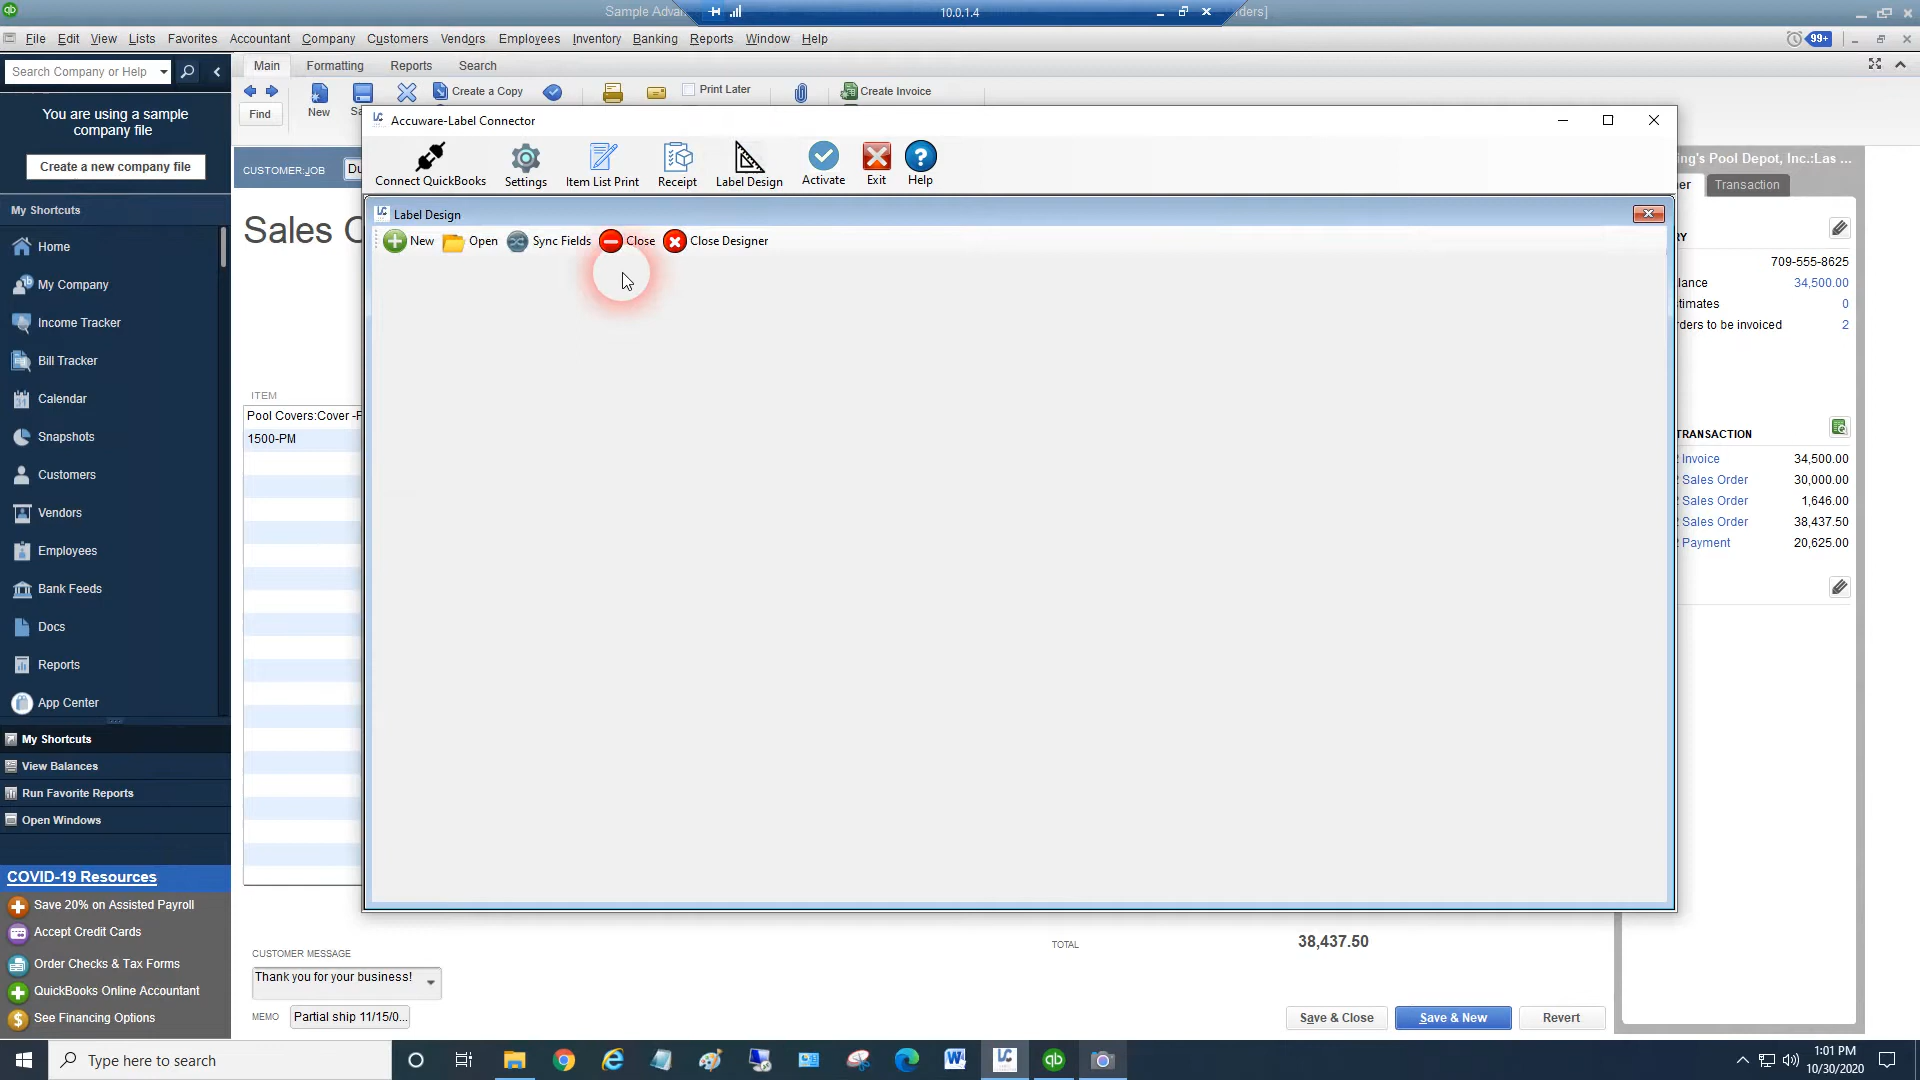 Sample Adva
10.0.1.4
ders]
File Edit View Lists Favorites Accountant Company Customers Vendors Employees Inventory Banking Reports Window Help
99+
Search Company or Help
Main Formatting Reports Search
Find
New
Create a Copy
Print Later
Create Invoice
You are using a sample
company file
Create a new company file
My Shortcuts
Home
My Company
Income Tracker
Bill Tracker
Calendar
Snapshots
Customers
Vendors
Employees
Bank Feeds
Docs
Reports
App Center
My Shortcuts
View Balances
Run Favorite Reports
Open Windows
COVID-19 Resources
Save 20% on Assisted Payroll
Accept Credit Cards
Order Checks & Tax Forms
QuickBooks Online Accountant
See Financing Options
CUSTOMER:JOB Du
Sales O
ITEM
Pool Covers:Cover -P
1500-PM
Accuware-Label Connector
Connect QuickBooks
Settings
Item List Print
Receipt
Label Design
Activate
Exit
Help
Label Design
New Open Sync Fields Close Close Designer
ing's Pool Depot, Inc.:Las ...
er Transaction
RY
709-555-8625
lance 34,500.00
timates 0
rders to be invoiced 2
TRANSACTION
Invoice 34,500.00
Sales Order 30,000.00
Sales Order 1,646.00
Sales Order 38,437.50
Payment 20,625.00
TOTAL 38,437.50
CUSTOMER MESSAGE
Thank you for your business!
MEMO Partial ship 11/15/0...
Save & Close Save & New Revert
Type here to search
1:01 PM
10/30/2020